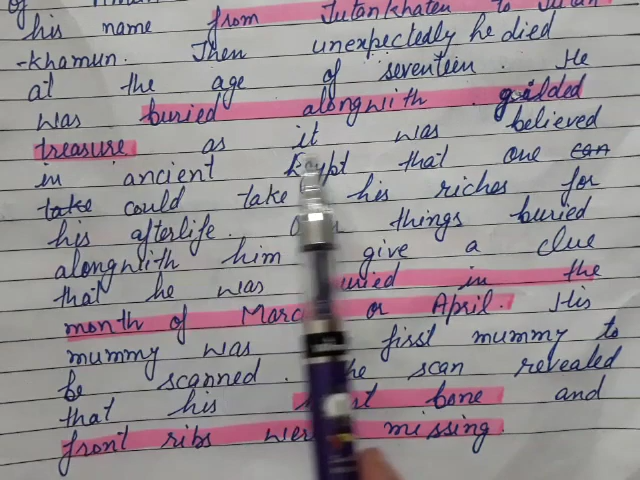 of
his name from Tutankhaten to Tutan
-khamun. Then unexpectedly he died
at the age of seventeen. He
was buried alongwith guilded
treasure as it was believed
in ancient that one can
take could take his riches for
his afterlife. things buried
alongwith him give a clue
that he was in the
month of or April. His
mummy was first mummy to
be scanned. scan revealed
that his bone and
front ribs missing.